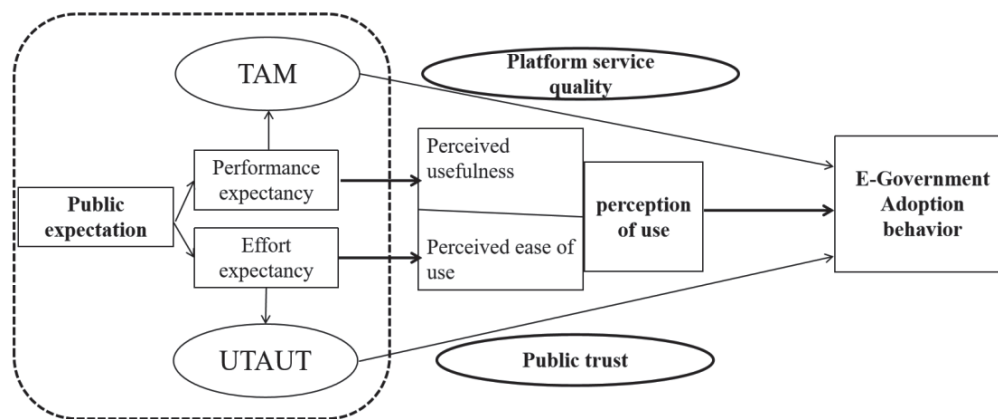 TAM
Platform service
quality
Performance
expectancy
Perceived
usefulness
Public
expectation
perception
of use
E-Government
Adoption
behavior
Effort
expectancy
Perceived ease of
use
UTAUT
Public trust